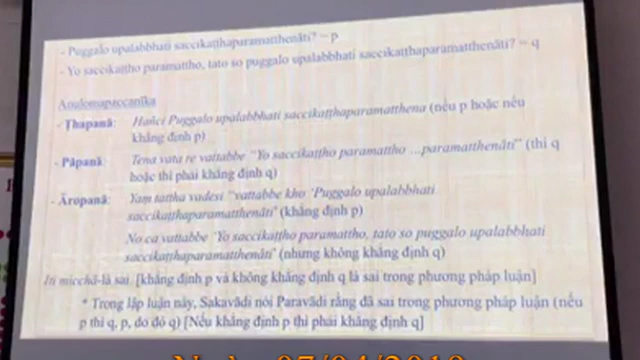 - Puggalo upalabbhati saccikaṭṭhaparamatthenāti? = p
- Yo saccikaṭṭho paramattho, tato so puggalo upalabbhati saccikaṭṭhaparamatthenāti? = q
Anulomapaccanīka
- Ṭhapanā: Hañci Puggalo upalabbhati saccikaṭṭhaparamatthena (nếu p hoặc nếu
khẳng định p)
- Pāpanā: Tena vata re vattabbe "Yo saccikaṭṭho paramattho ...paramatthenāti" (thì q
hoặc thì phải khẳng định q)
- Āropanā: Yaṃ tattha vadesi "vattabbe kho 'Puggalo upalabbhati
saccikaṭṭhaparamatthenāti" (khẳng định p)
No ca vattabbe 'Yo saccikaṭṭho paramattho, tato so puggalo upalabbhati
saccikaṭṭhaparamatthenāti" (nhưng không khẳng định q)
Iti micchā-là sai. [khẳng định p và không khẳng định q là sai trong phương pháp luận]
* Trong lập luận này, Sakavādī nói Paravādī rằng đã sai trong phương pháp luận (nếu
p thì q, p, do đó q) [Nếu khẳng định p thì phải khẳng định q]
07/04/2019